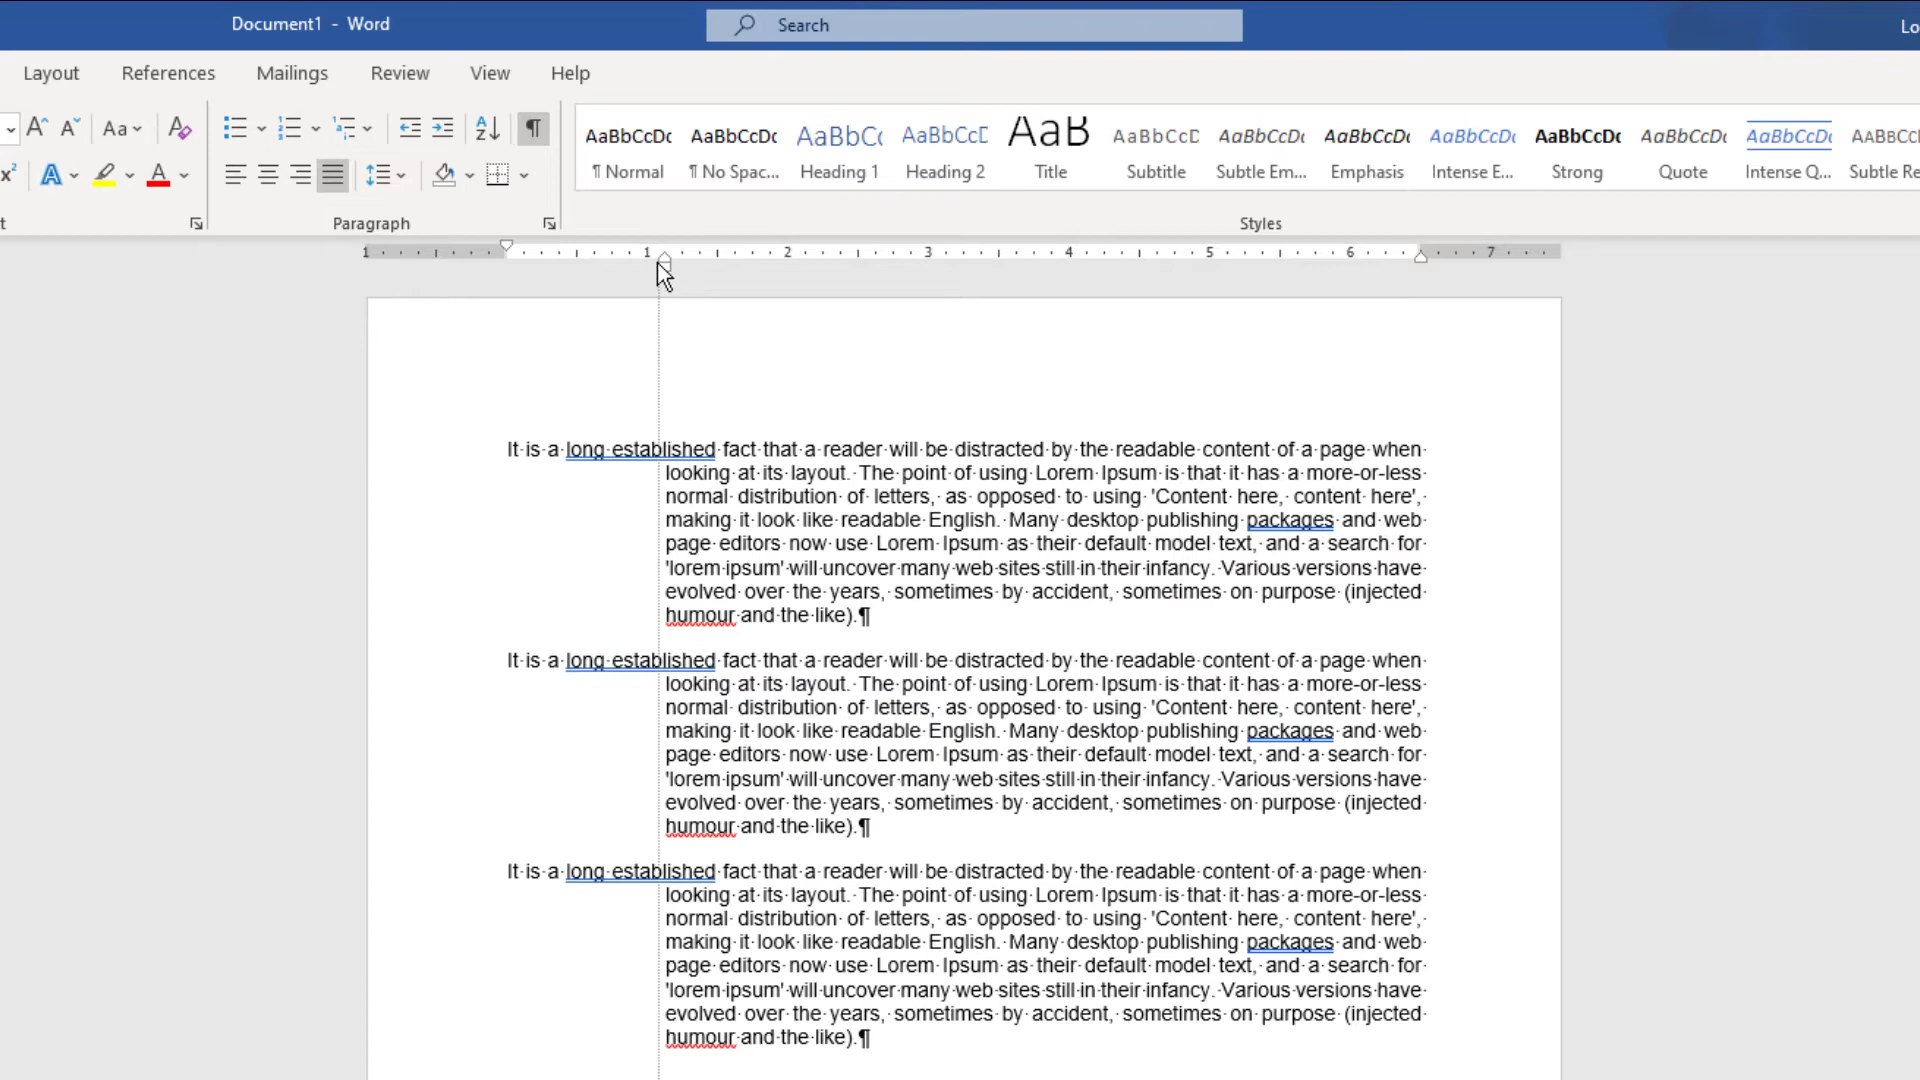 Document1 - Word
Search
Lo
Layout References Mailings Review View Help
A A Aa A
x² A A
AaBbCcDc AaBbCcDc AaBbCc AaBbCcD AaB AaBbCcD AaBbCcDc AaBbCcDc AaBbCcDc AaBbCcDc AaBbCcDc AaBbCcDc AABBCC
¶ Normal ¶ No Spac... Heading 1 Heading 2 Title Subtitle Subtle Em... Emphasis Intense E... Strong Quote Intense Q... Subtle Re
t Paragraph Styles
1 1 2 3 4 5 6 7
It is a long established fact that a reader will be distracted by the readable content of a page when
looking at its layout. The point of using Lorem Ipsum is that it has a more-or-less
normal distribution of letters, as opposed to using 'Content here, content here',
making it look like readable English. Many desktop publishing packages and web
page editors now use Lorem Ipsum as their default model text, and a search for
'lorem ipsum' will uncover many web sites still in their infancy. Various versions have
evolved over the years, sometimes by accident, sometimes on purpose (injected
humour and the like).¶
It is a long established fact that a reader will be distracted by the readable content of a page when
looking at its layout. The point of using Lorem Ipsum is that it has a more-or-less
normal distribution of letters, as opposed to using 'Content here, content here',
making it look like readable English. Many desktop publishing packages and web
page editors now use Lorem Ipsum as their default model text, and a search for
'lorem ipsum' will uncover many web sites still in their infancy. Various versions have
evolved over the years, sometimes by accident, sometimes on purpose (injected
humour and the like).¶
It is a long established fact that a reader will be distracted by the readable content of a page when
looking at its layout. The point of using Lorem Ipsum is that it has a more-or-less
normal distribution of letters, as opposed to using 'Content here, content here',
making it look like readable English. Many desktop publishing packages and web
page editors now use Lorem Ipsum as their default model text, and a search for
'lorem ipsum' will uncover many web sites still in their infancy. Various versions have
evolved over the years, sometimes by accident, sometimes on purpose (injected
humour and the like).¶